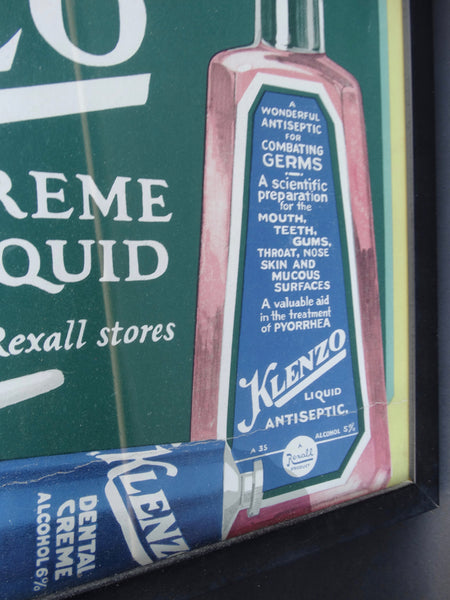 ZO
REME
QUID
Rexall stores
A
WONDERFUL
ANTISEPTIC
FOR
COMBATING
GERMS
A scientific
preparation
for the
MOUTH,
TEETH,
GUMS,
THROAT, NOSE
SKIN AND
MUCOUS
SURFACES
A valuable aid
in the treatment
of PYORRHEA
KLENZO
LIQUID
ANTISEPTIC.
A 35
ALCOHOL 5%
A
Rexall
PRODUCT
KLENZ
DENTAL
CREME
ALCOHOL 6%